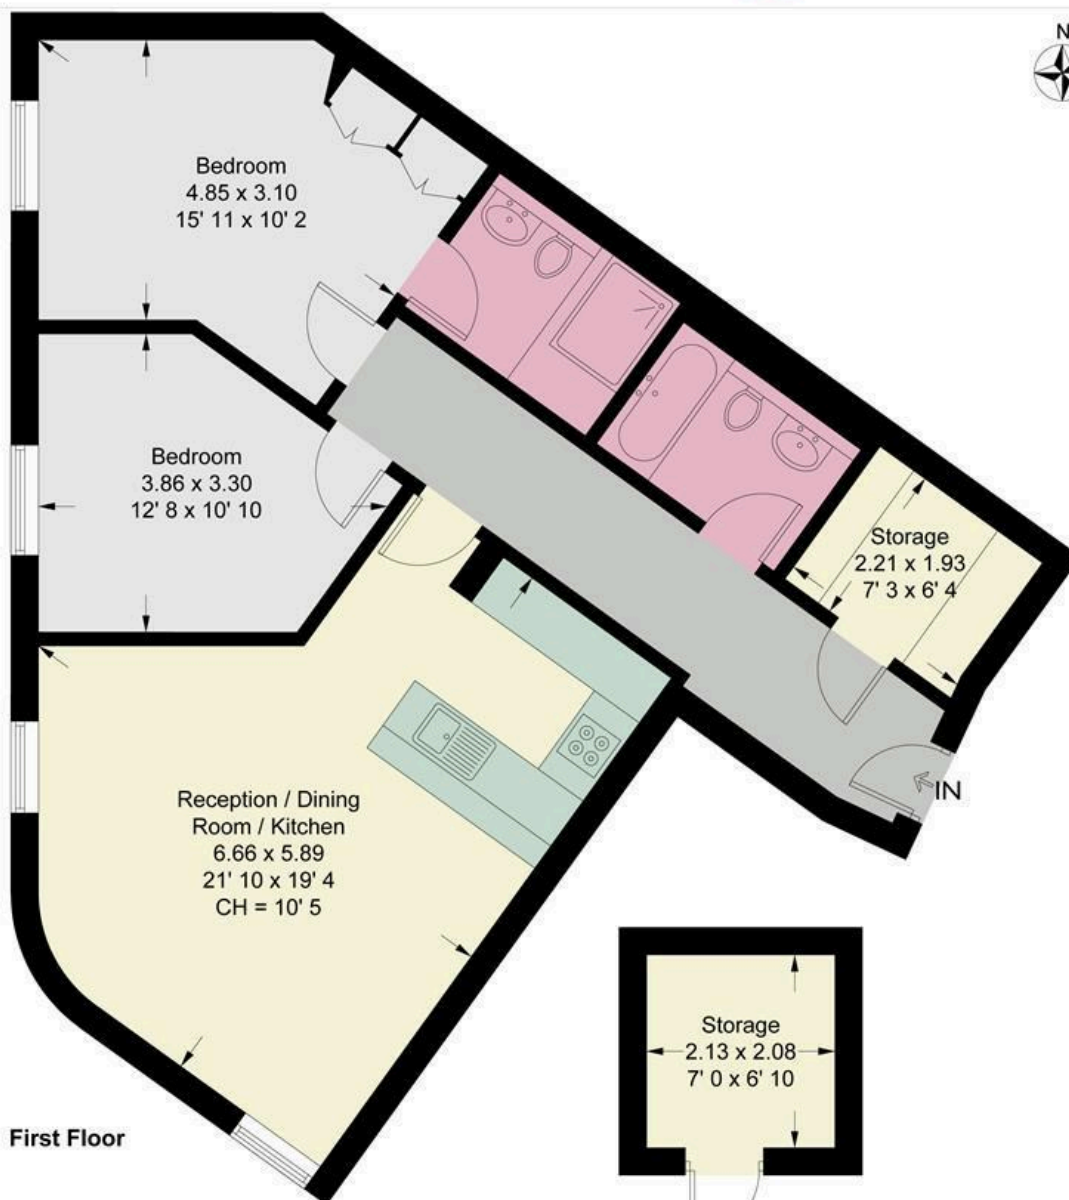 N
Bedroom
4.85 x 3.10
15' 11 x 10' 2
Bedroom
3.86 x 3.30
12' 8 x 10' 10
Storage
2.21 x 1.93
7' 3 x 6' 4
IN
Reception / Dining
Room / Kitchen
6.66 x 5.89
21' 10 x 19' 4
CH = 10' 5
Storage
2.13 x 2.08
7' 0 x 6' 10
First Floor